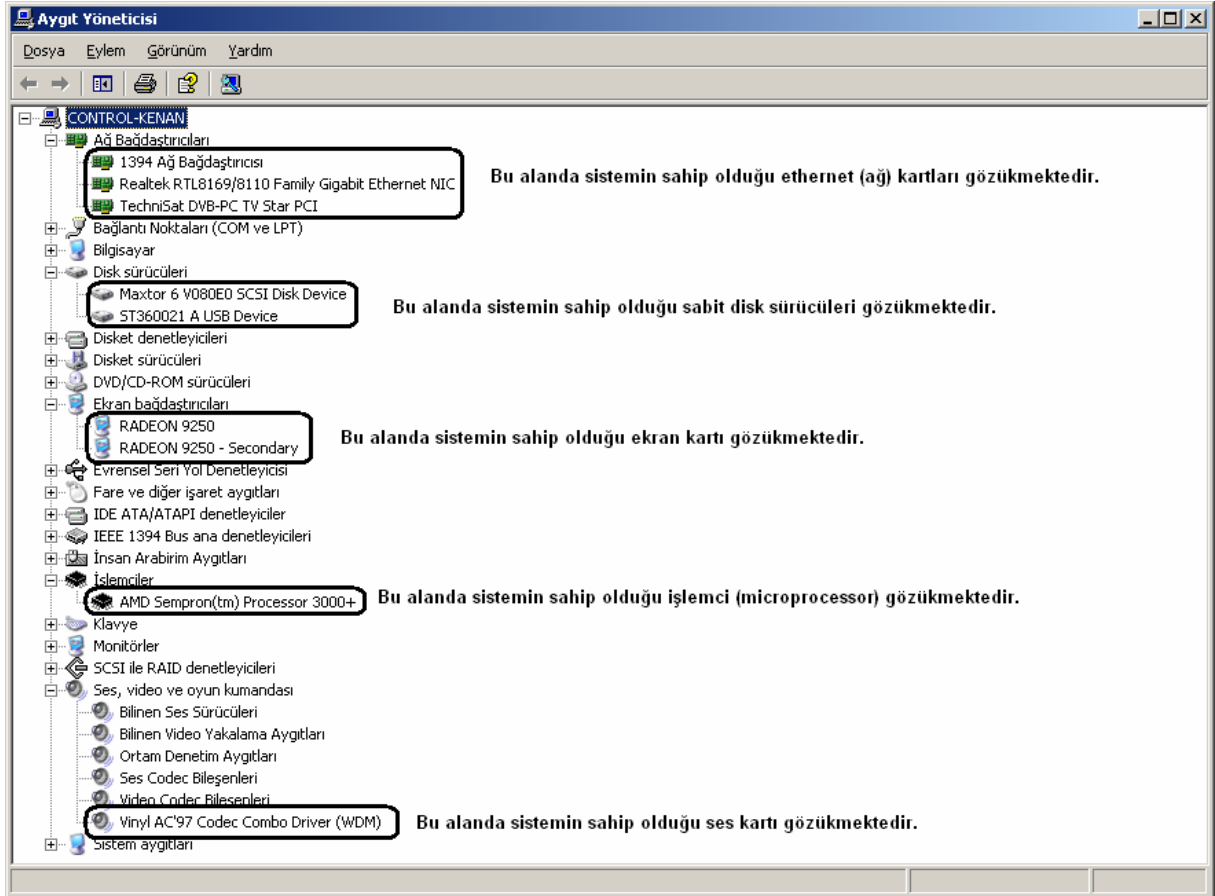 Aygıt Yöneticisi
Dosya Eylem Görünüm Yardım
CONTROL-KENAN
Ağ Bağdaştırıcıları
1394 Ağ Bağdaştırıcısı
Realtek RTL8169/8110 Family Gigabit Ethernet NIC
TechniSat DVB-PC TV Star PCI
Bu alanda sistemin sahip olduğu ethernet (ağ) kartları gözükmektedir.
Bağlantı Noktaları (COM ve LPT)
Bilgisayar
Disk sürücüleri
Maxtor 6 V080E0 SCSI Disk Device
ST360021 A USB Device
Bu alanda sistemin sahip olduğu sabit disk sürücüleri gözükmektedir.
Disket denetleyicileri
Disket sürücüleri
DVD/CD-ROM sürücüleri
Ekran bağdaştırıcıları
RADEON 9250
RADEON 9250 - Secondary
Bu alanda sistemin sahip olduğu ekran kartı gözükmektedir.
Evrensel Seri Yol Denetleyicisi
Fare ve diğer işaret aygıtları
IDE ATA/ATAPI denetleyiciler
IEEE 1394 Bus ana denetleyicileri
İnsan Arabirim Aygıtları
İşlemciler
AMD Sempron(tm) Processor 3000+
Bu alanda sistemin sahip olduğu işlemci (microprocessor) gözükmektedir.
Klavye
Monitörler
SCSI ile RAID denetleyicileri
Ses, video ve oyun kumandası
Bilinen Ses Sürücüleri
Bilinen Video Yakalama Aygıtları
Ortam Denetim Aygıtları
Ses Codec Bileşenleri
Video Codec Bileşenleri
Vinyl AC'97 Codec Combo Driver (WDM)
Bu alanda sistemin sahip olduğu ses kartı gözükmektedir.
Sistem aygıtları